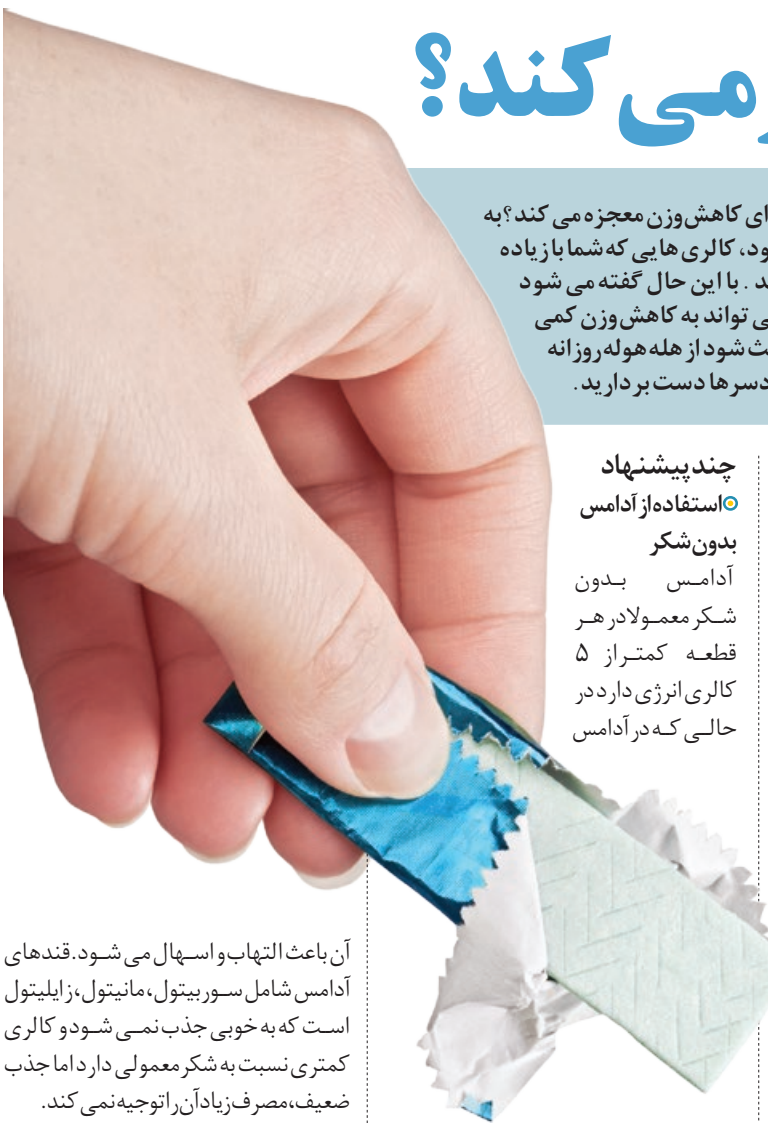 می‌کند؟
کاهش‌وزن معجزه می‌کند؟به
کالری‌هایی که‌شما با زیاده
. با این حال گفته می‌شود
تواند به کاهش‌وزن کمی
شود از هله‌هوله‌روزانه
دست بردارید.
چند پیشنهاد
استفاده از آدامس
بدون شکر
آدامس بدون
شکر معمولا در هر
قطعه کمتر از ۵
کالری انرژی دارد در
حالی که در آدامس
آن باعث التهاب و اسهال می‌شود. قندهای
آدامس شامل سوربیتول، مانیتول، زایلیتول
است که به خوبی جذب نمی شود و کالری
کمتری نسبت به شکر معمولی دارد اما جذب
ضعیف، مصرف زیاد آن را توجیه نمی کند.